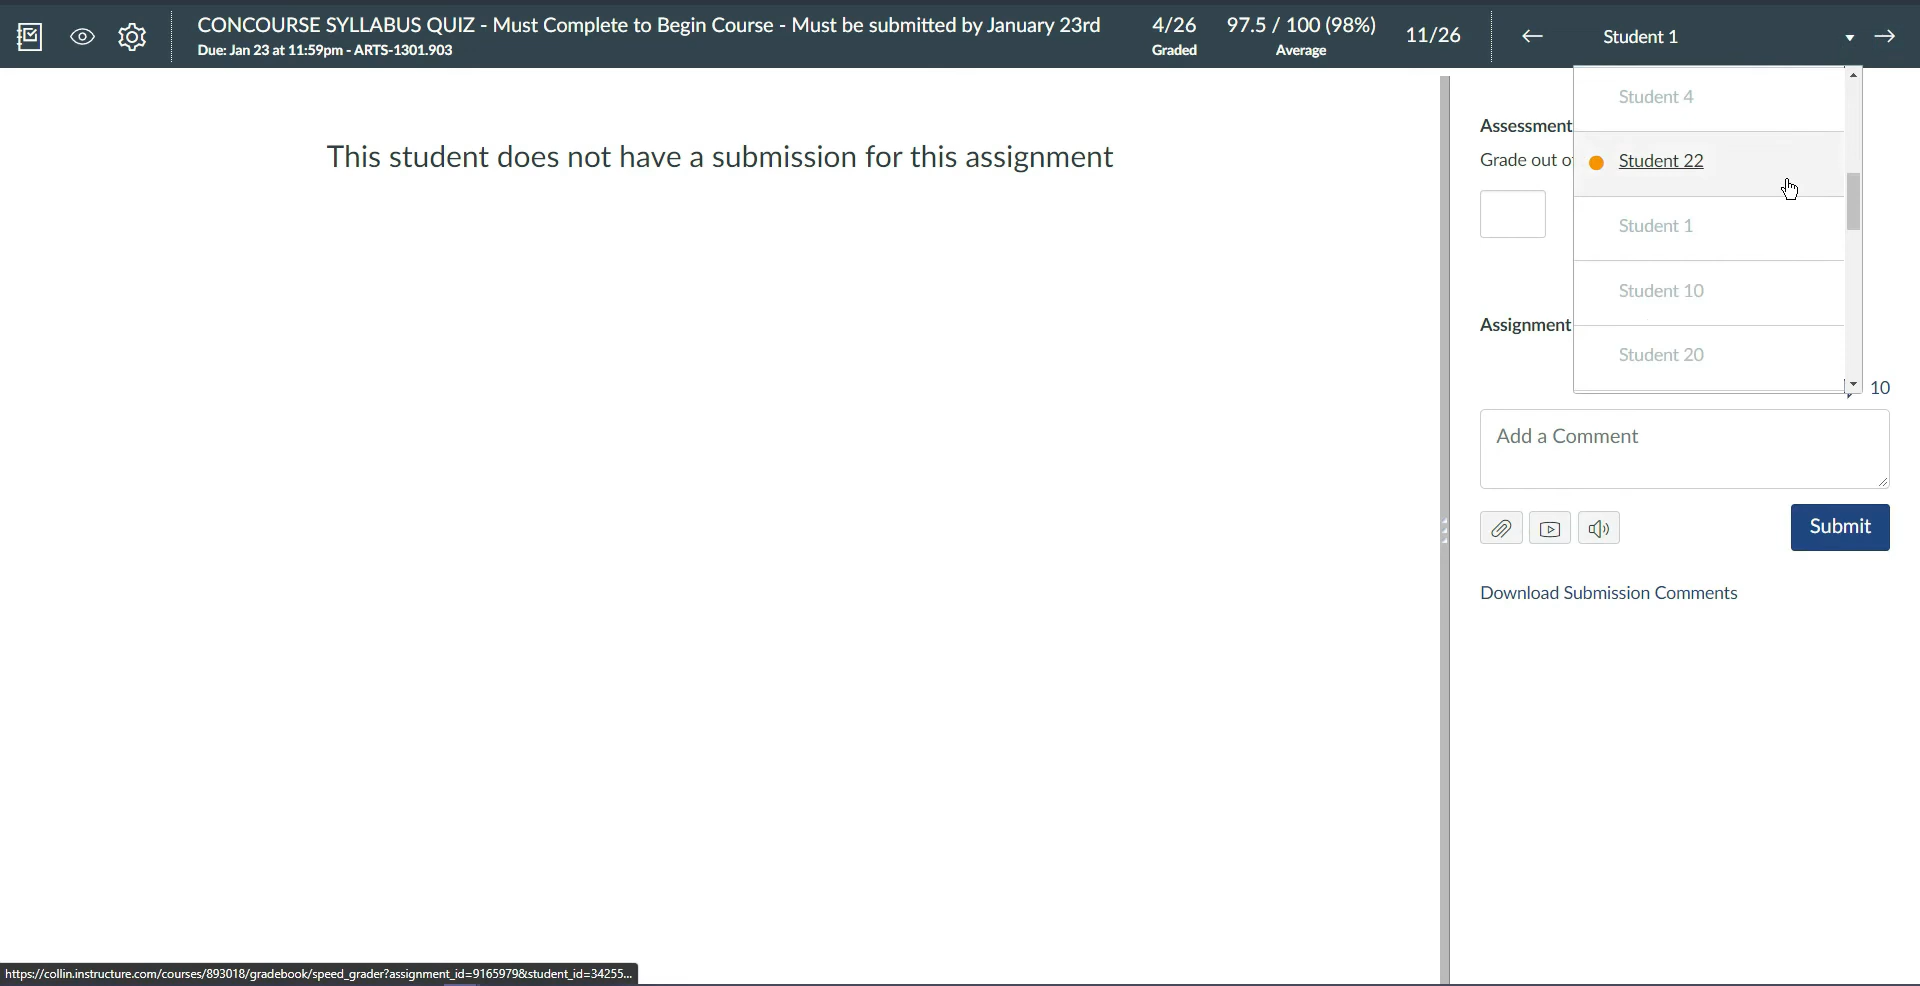 CONCOURSE SYLLABUS QUIZ - Must Complete to Begin Course - Must be submitted by January 23rd
Due: Jan 23 at 11:59pm - ARTS-1301.903
4/26
Graded
97.5 / 100 (98%)
Average
11/26
Student 1
This student does not have a submission for this assignment
Assessment
Grade out o
Student 4
Student 22
Student 1
Student 10
Student 20
Assignment
10
Add a Comment
Submit
Download Submission Comments
https://collin.instructure.com/courses/893018/gradebook/speed_grader?assignment_id=9165979&student_id=34255...